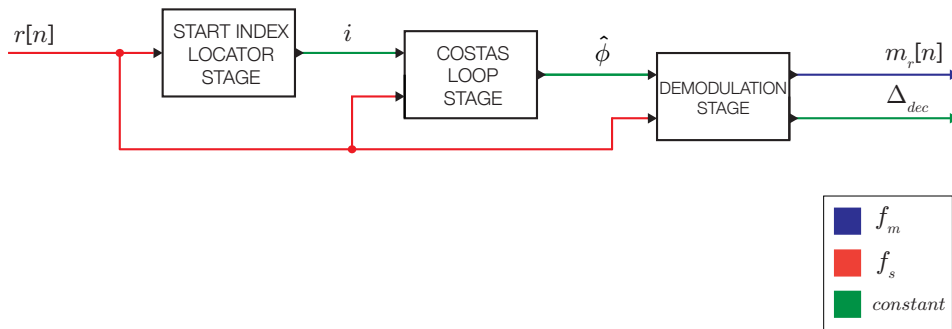 r[n]
START INDEX
LOCATOR
STAGE
i
COSTAS
LOOP
STAGE
ϕ̂
DEMODULATION
STAGE
m_r[n]
Δ_dec
f_m
f_s
constant